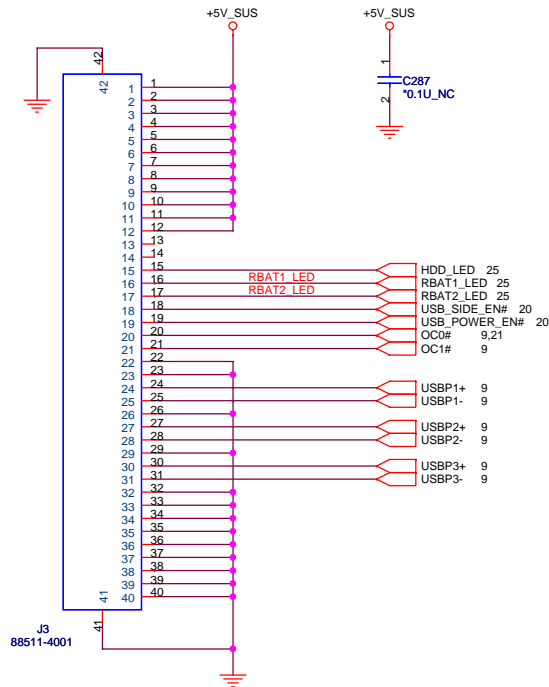 +5V_SUS
+5V_SUS
42
42
1
C287
*0.1U_NC
2
1 1
2 2
3 3
4 4
5 5
6 6
7 7
8 8
9 9
10 10
11 11
12 12
13 13
14 14
15 15 HDD_LED 25
16 16 RBAT1_LED RBAT1_LED 25
17 17 RBAT2_LED RBAT2_LED 25
18 18 USB_SIDE_EN# 20
19 19 USB_POWER_EN# 20
20 20 OC0# 9,21
21 21 OC1# 9
22 22
23 23
24 24 USBP1+ 9
25 25 USBP1- 9
26 26
27 27 USBP2+ 9
28 28 USBP2- 9
29 29
30 30 USBP3+ 9
31 31 USBP3- 9
32 32
33 33
34 34
35 35
36 36
37 37
38 38
39 39
40 40
41
41
J3
88511-4001